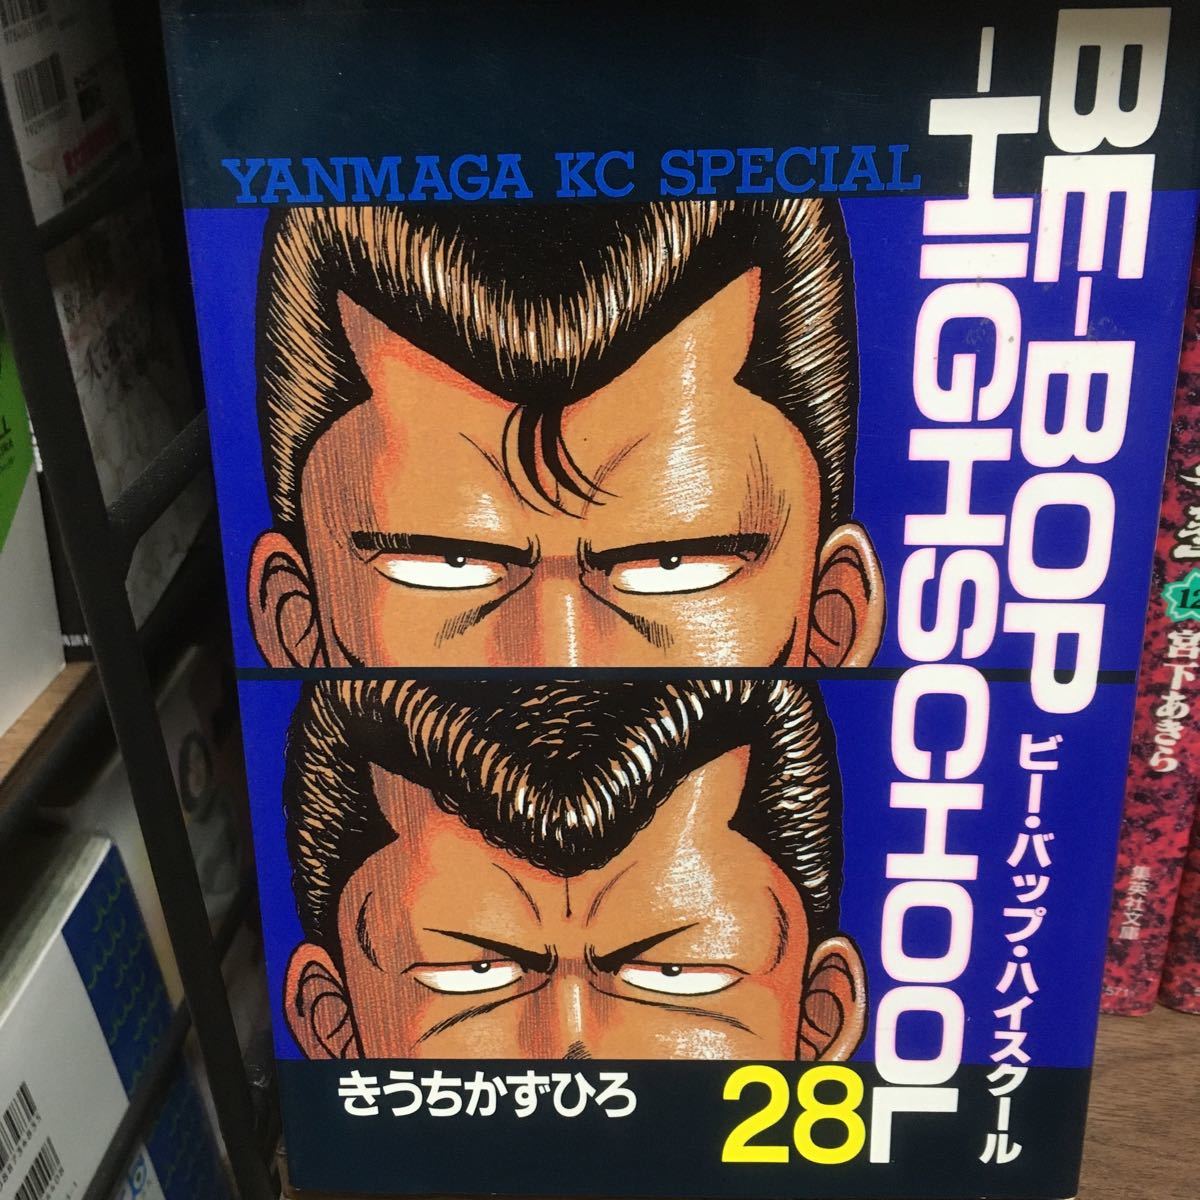 YANMAGA KC SPECIAL
BE-BOP
-HIGHSCHOOL
ビー・バップ・ハイスクール
きうちかずひろ
28
12
宮下あきら
集英社文庫